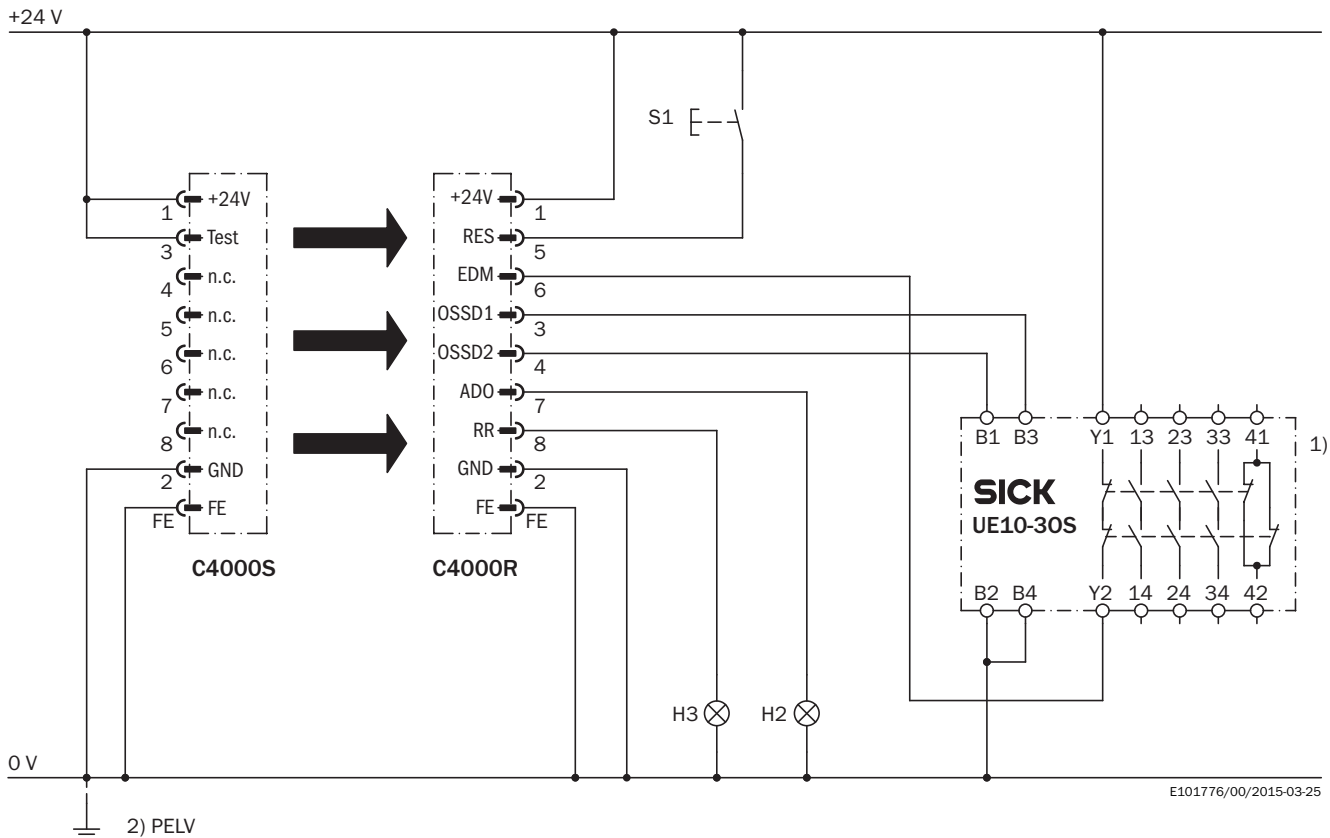 +24 V
S1
1 +24V
3 Test
4 n.c.
5 n.c.
6 n.c.
7 n.c.
8 n.c.
2 GND
FE FE
C4000S
+24V 1
RES 5
EDM 6
OSSD1 3
OSSD2 4
ADO 7
RR 8
GND 2
FE FE
C4000R
B1 B3 Y1 13 23 33 41 1)
SICK
UE10-30S
B2 B4 Y2 14 24 34 42
H3 H2
0 V
E101776/00/2015-03-25
2) PELV